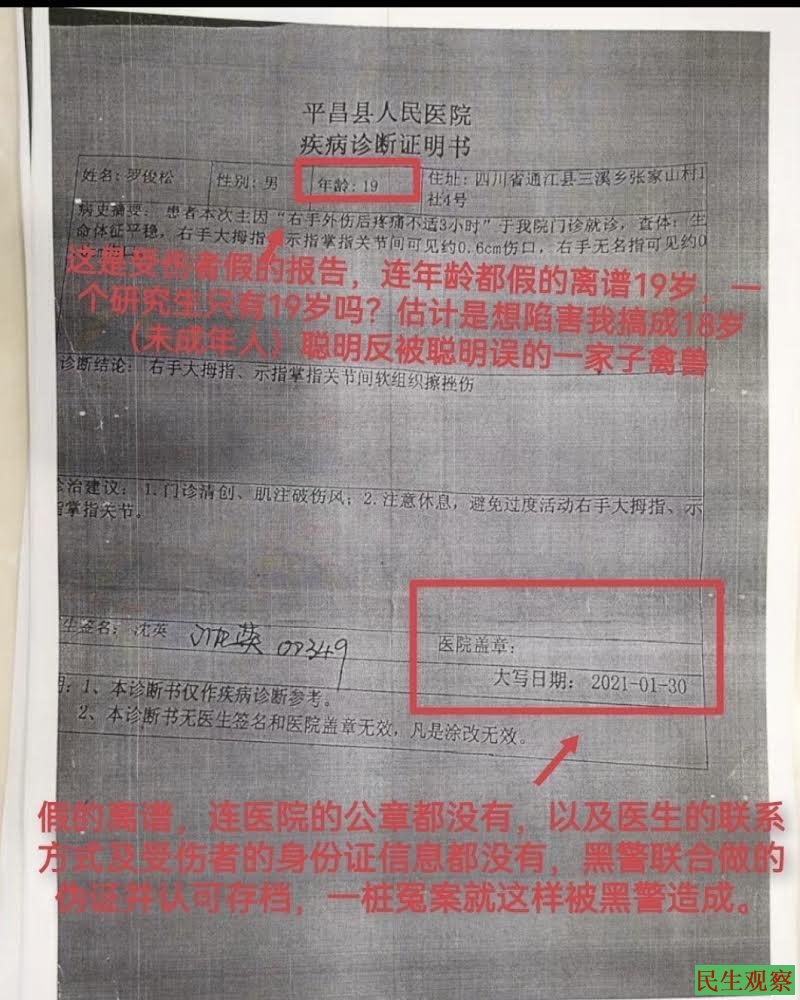 平昌县人民医院
疾病诊断证明书
姓名: 罗俊松 性别: 男 年龄: 19 住址: 四川省通江县三溪乡张家山村1
社4号
病史摘要: 患者本次主因“右手外伤后疼痛不适3小时”于我院门诊就诊，查体: 生
命体征平稳，右手大拇指、示指掌指关节间可见约0.6cm伤口，右手无名指可见约0
这是受伤者假的报告，连年龄都假的离谱19岁，一
个研究生只有19岁吗？估计是想陷害我搞成18岁
（未成年人）聪明反被聪明误的一家子禽兽
诊断结论: 右手大拇指、示指掌指关节间软组织擦挫伤
诊治建议: 1.门诊清创、肌注破伤风; 2.注意休息，避免过度活动右手大拇指、示
指掌指关节。
医生签名: 沈英 沈英 08349 医院盖章:
大写日期: 2021-01-30
明: 1、本诊断书仅作疾病诊断参考。
2、本诊断书无医生签名和医院盖章无效，凡是涂改无效。
假的离谱，连医院的公章都没有，以及医生的联系
方式及受伤者的身份证信息都没有，黑警联合做的
伪证并认可存档，一桩冤案就这样被黑警造成。
民生观察